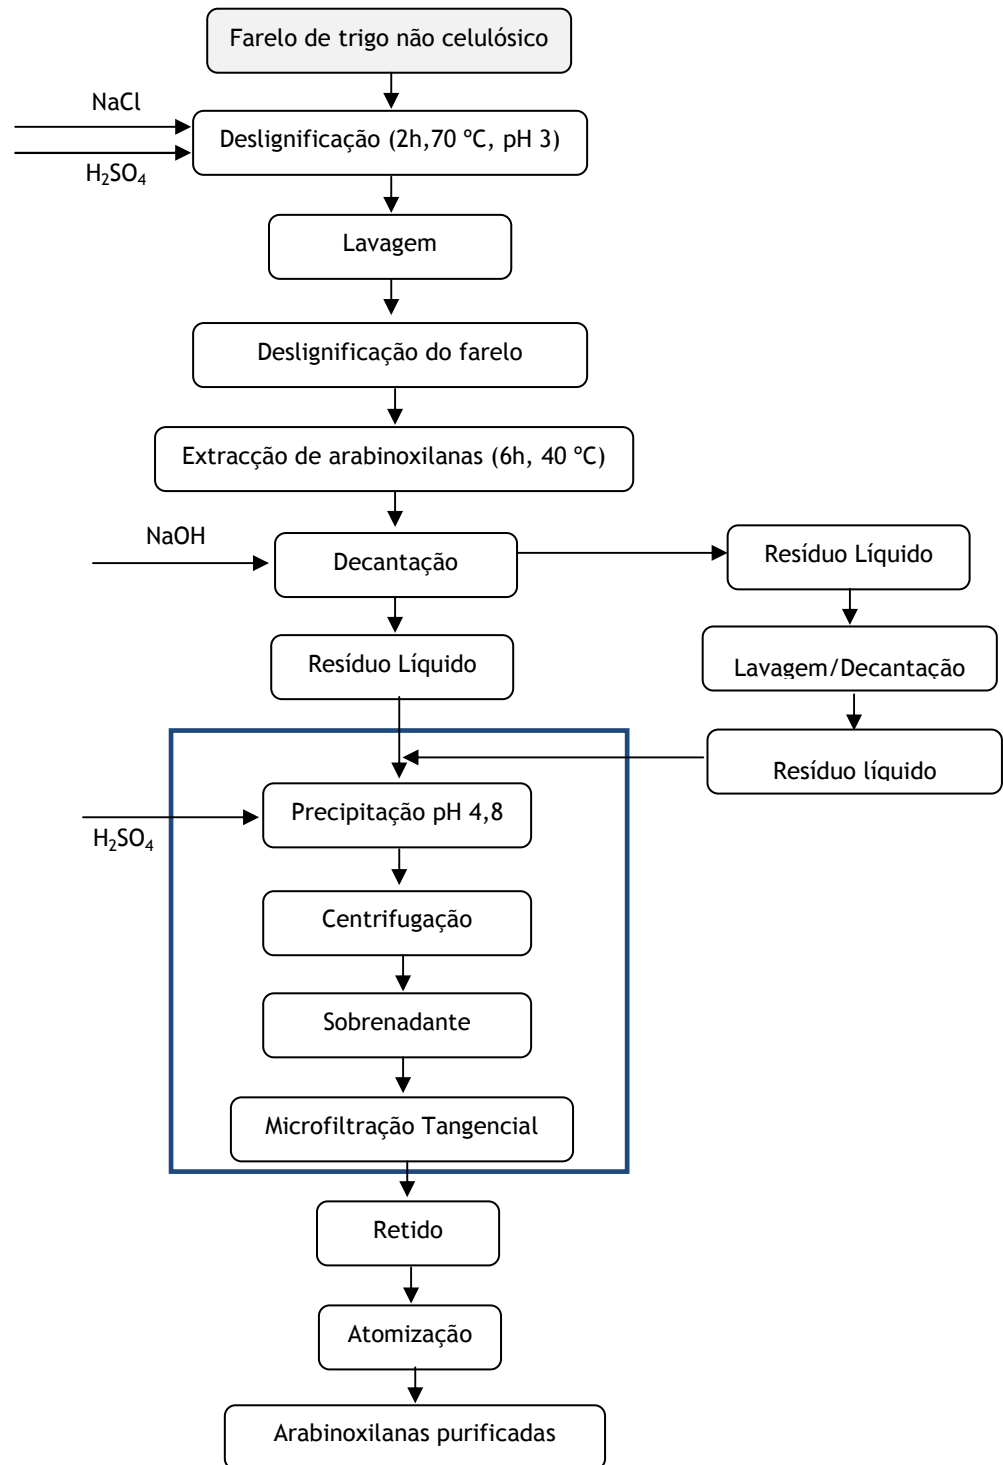 Farelo de trigo não celulósico
NaCl
Deslignificação (2h,70 ºC, pH 3)
H₂SO₄
Lavagem
Deslignificação do farelo
Extracção de arabinoxilanas (6h, 40 ºC)
NaOH
Decantação
Resíduo Líquido
Resíduo Líquido
Lavagem/Decantação
Resíduo líquido
Precipitação pH 4,8
H₂SO₄
Centrifugação
Sobrenadante
Microfiltração Tangencial
Retido
Atomização
Arabinoxilanas purificadas